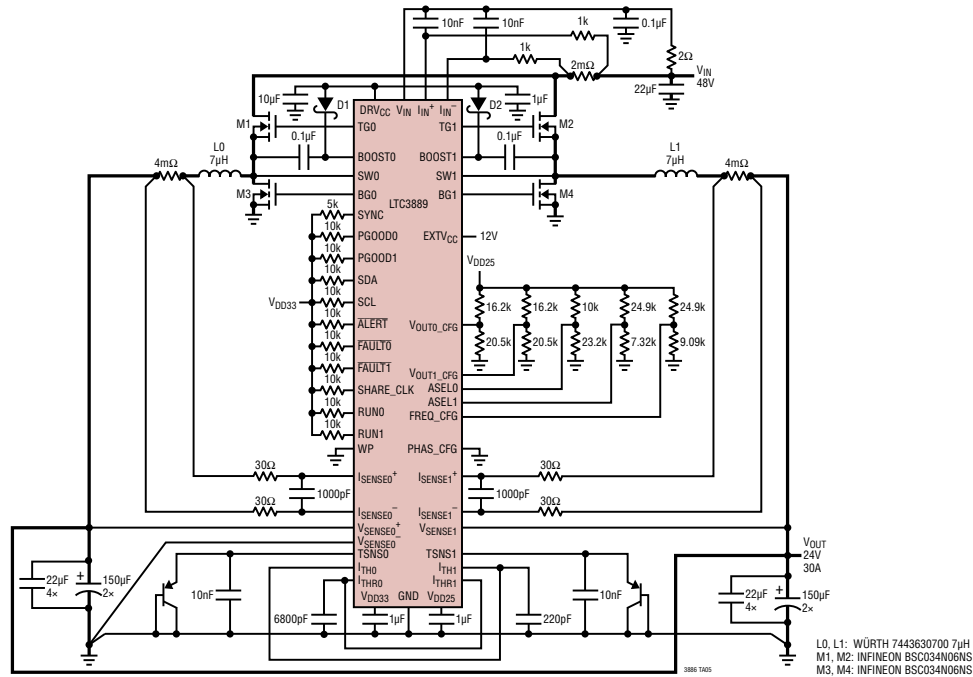 10nF
10nF
0.1µF
1k
1k
2Ω
2mΩ
VIN
48V
22µF
10µF
D1
DRVCC
VIN
IIN+
IIN−
D2
1µF
M1
TG0
TG1
M2
0.1µF
0.1µF
L0
7µH
L1
7µH
4mΩ
BOOST0
BOOST1
4mΩ
SW0
SW1
M3
BG0
BG1
M4
LTC3889
5k
SYNC
10k
PGOOD0
EXTVCC
12V
10k
PGOOD1
VDD25
10k
SDA
10k
VDD33
SCL
16.2k
16.2k
10k
24.9k
24.9k
10k
ALERT
VOUT0_CFG
10k
FAULT0
20.5k
20.5k
23.2k
7.32k
9.09k
10k
FAULT1
VOUT1_CFG
10k
SHARE_CLK
ASEL0
ASEL1
10k
RUN0
FREQ_CFG
10k
RUN1
WP
PHAS_CFG
30Ω
ISENSE0+
ISENSE1+
30Ω
1000pF
1000pF
30Ω
ISENSE0−
ISENSE1−
30Ω
VSENSE0+
VSENSE1
VSENSE0−
VOUT
24V
30A
TSNS0
TSNS1
ITH0
ITH1
ITHR0
ITHR1
22µF
4×
+
150µF
2×
10nF
10nF
22µF
4×
+
150µF
2×
VDD33
GND
VDD25
6800pF
1µF
1µF
220pF
3886 TA05
L0, L1: WÜRTH 7443630700 7µH
M1, M2: INFINEON BSC034N06NS
M3, M4: INFINEON BSC034N06NS